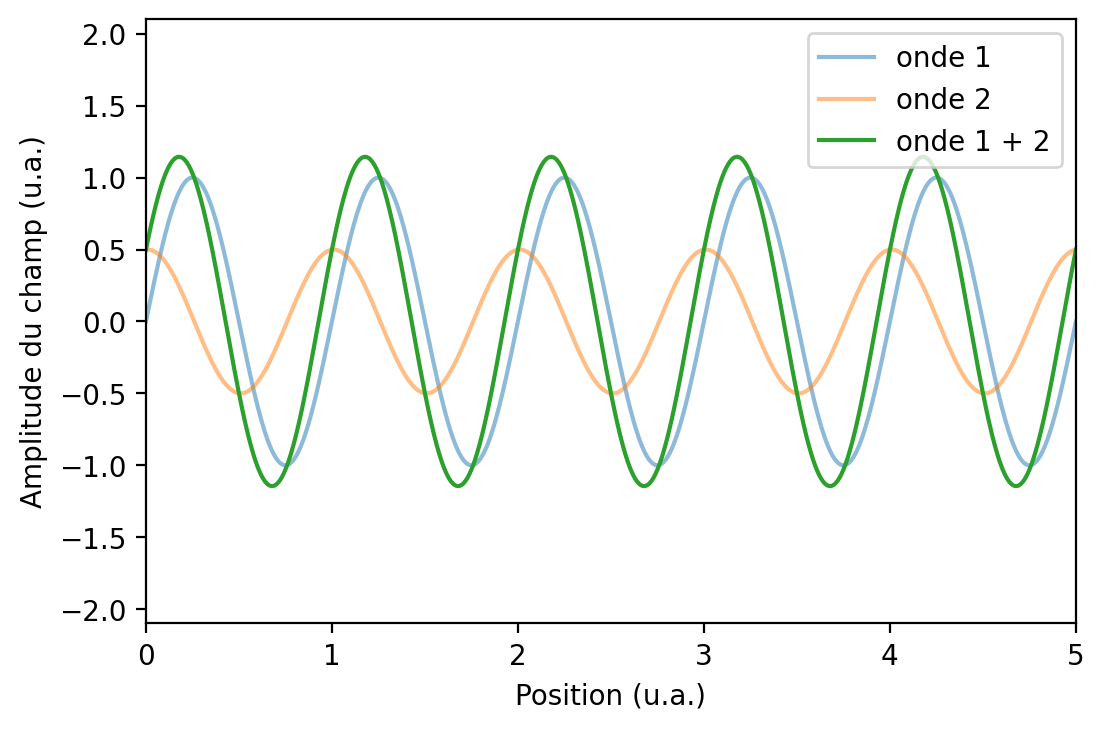 2.0
1.5
1.0
0.5
0.0
−0.5
−1.0
−1.5
−2.0
Amplitude du champ (u.a.)
onde 1
onde 2
onde 1 + 2
0 1 2 3 4 5
Position (u.a.)